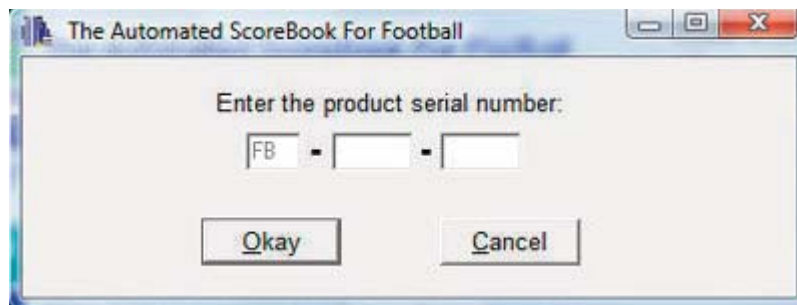 The Automated ScoreBook For Football
Enter the product serial number:
FB - -
Okay Cancel